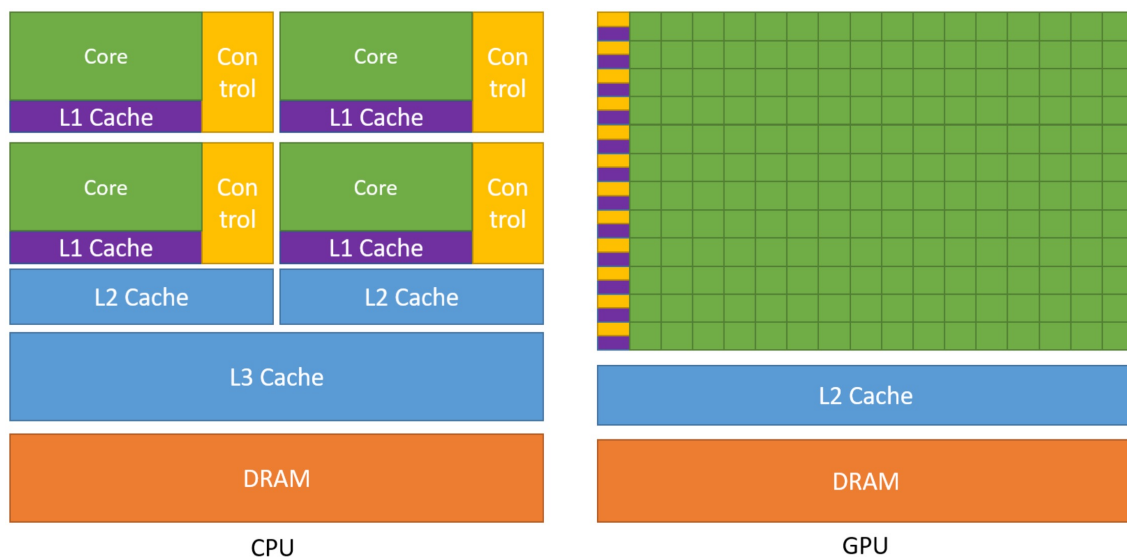 Core
Con
trol
L1 Cache
Core
Con
trol
L1 Cache
Core
Con
trol
L1 Cache
Core
Con
trol
L1 Cache
L2 Cache
L2 Cache
L3 Cache
DRAM
CPU
L2 Cache
DRAM
GPU